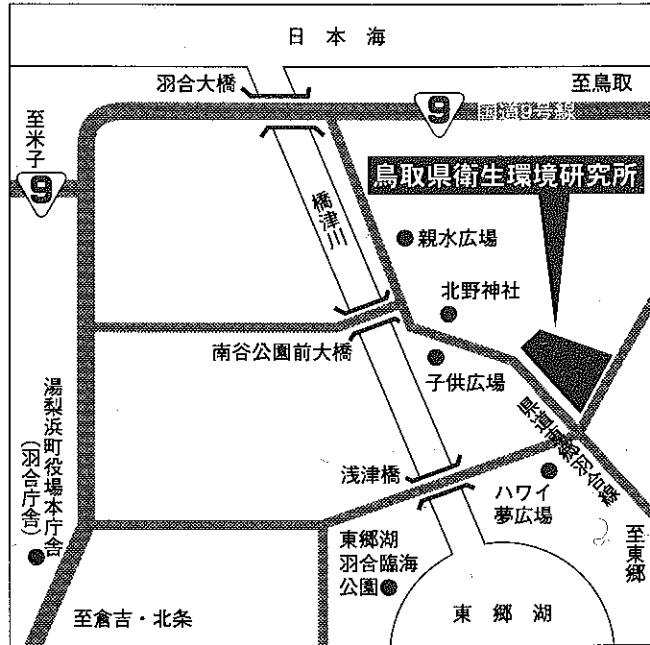 日本海
羽合大橋
至鳥取
9
国道9号線
至米子
9
鳥取県衛生環境研究所
橋津川
親水広場
北野神社
南谷公園前大橋
子供広場
湯梨浜町役場本庁舎
(羽合庁舎)
浅津橋
ハワイ
夢広場
東郷湖
羽合臨海
公園
至東郷
至倉吉・北条
東郷湖